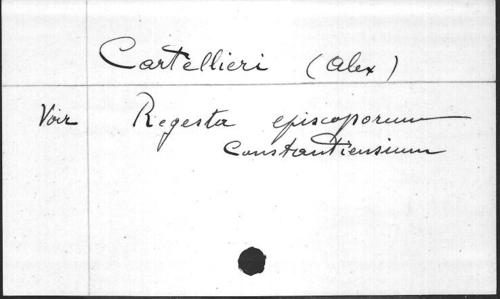 Cartellieri (Alex)
Voir Regesta episcoporum
Constantiensium